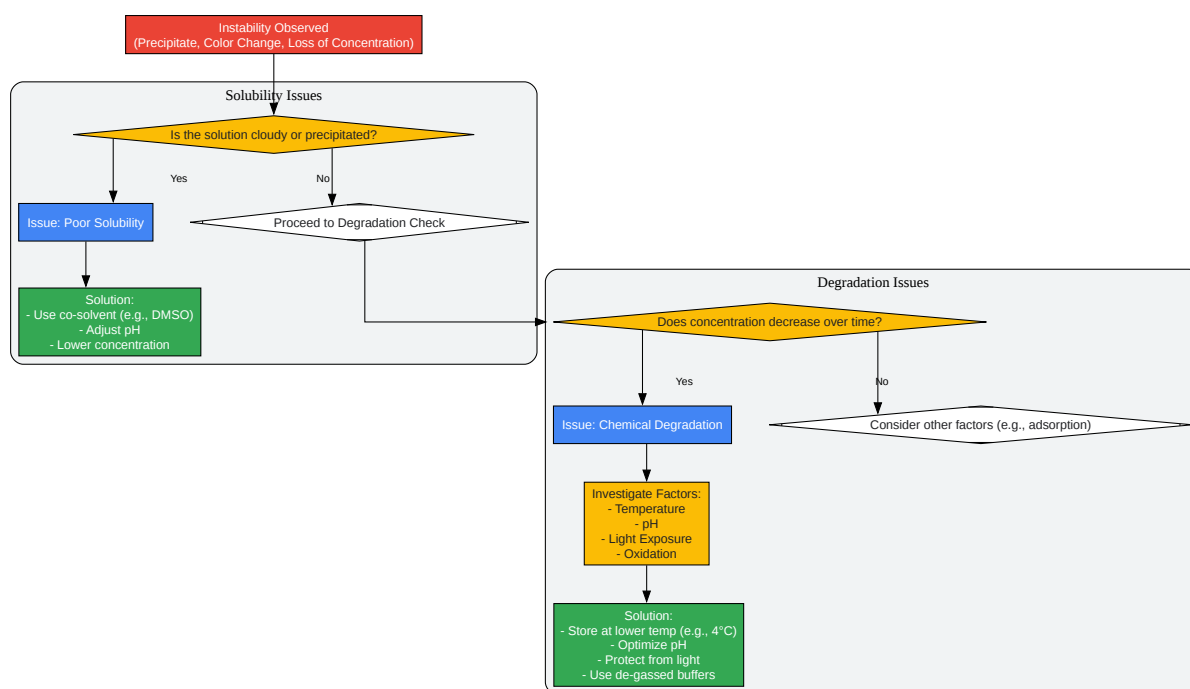 Instability Observed
(Precipitate, Color Change, Loss of Concentration)
Solubility Issues
Is the solution cloudy or precipitated?
Yes
No
Issue: Poor Solubility
Proceed to Degradation Check
Solution:
- Use co-solvent (e.g., DMSO)
- Adjust pH
- Lower concentration
Degradation Issues
Does concentration decrease over time?
Yes
No
Issue: Chemical Degradation
Consider other factors (e.g., adsorption)
Investigate Factors:
- Temperature
- pH
- Light Exposure
- Oxidation
Solution:
- Store at lower temp (e.g., 4°C)
- Optimize pH
- Protect from light
- Use de-gassed buffers